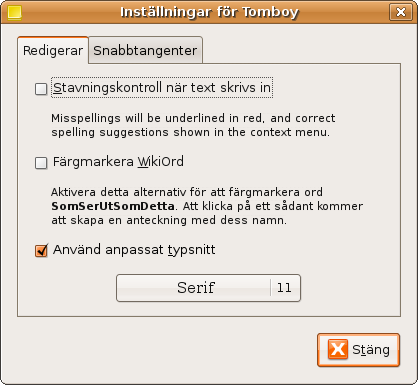 Inställningar för Tomboy
Redigerar
Snabbtangenter
Stavningskontroll när text skrivs in
Misspellings will be underlined in red, and correct
spelling suggestions shown in the context menu.
Färgmarkera WikiOrd
Aktivera detta alternativ för att färgmarkera ord
SomSerUtSomDetta. Att klicka på ett sådant kommer
att skapa en anteckning med dess namn.
Använd anpassat typsnitt
Serif 11
Stäng